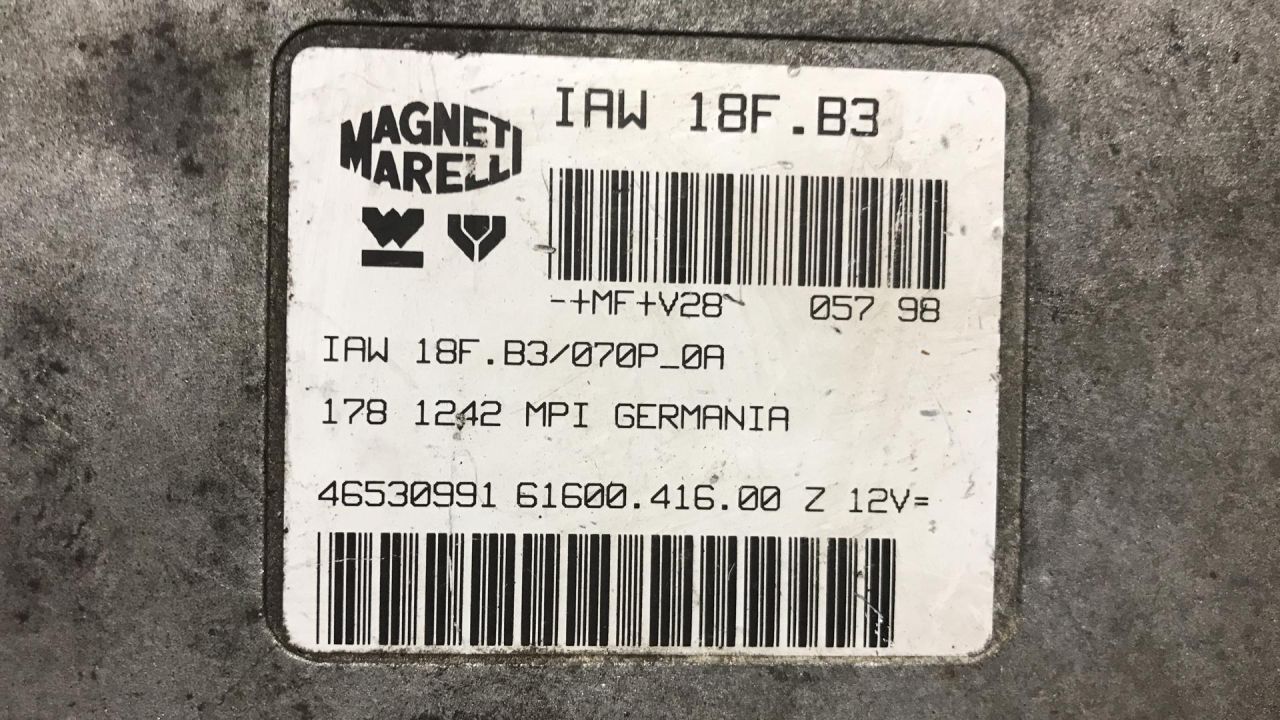 MAGNETI
MARELLI
IAW 18F.B3
-+MF+V28 057 98
IAW 18F.B3/070P_0A
178 1242 MPI GERMANIA
46530991 61600.416.00 Z 12V=